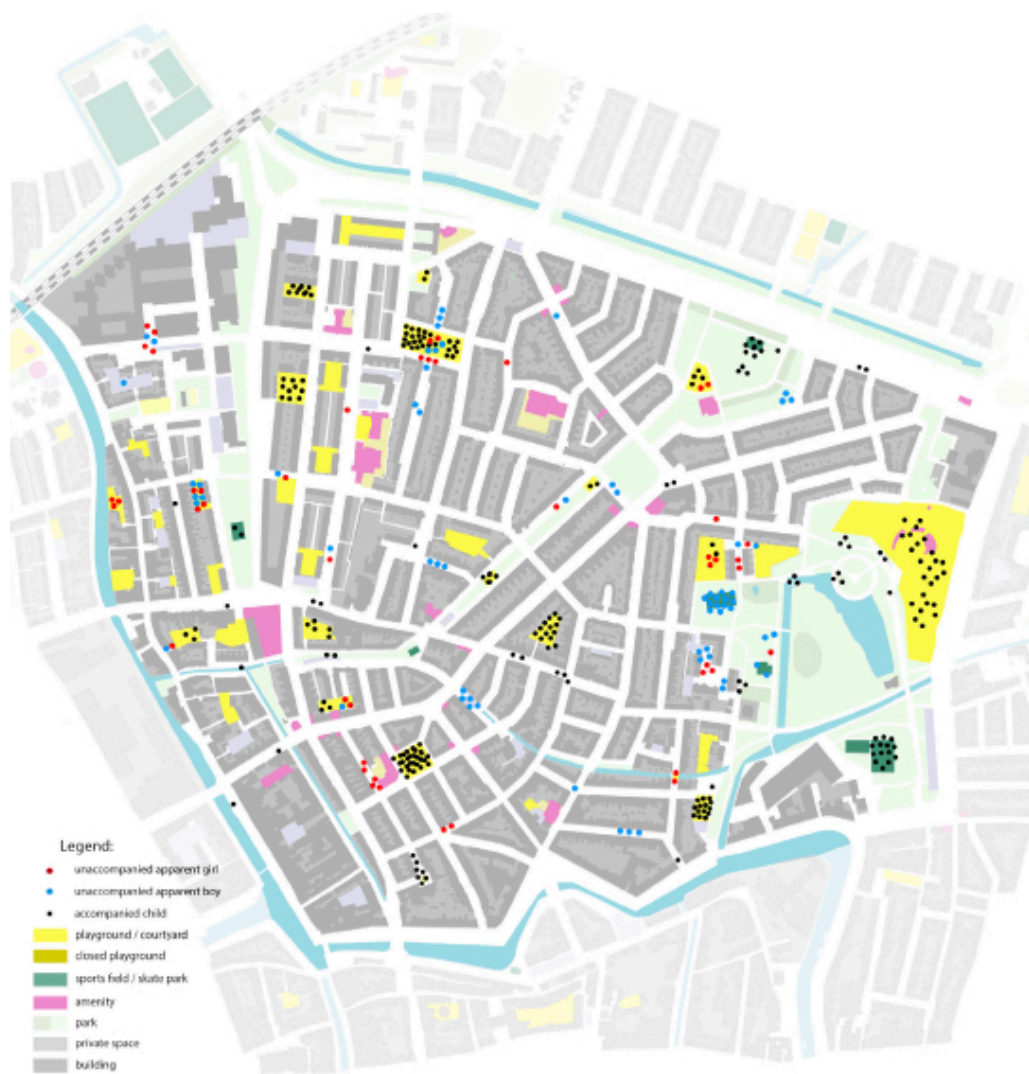 Legend:
unaccompanied apparent girl
unaccompanied apparent boy
accompanied child
playground / courtyard
closed playground
sports field / skate park
amenity
park
private space
building